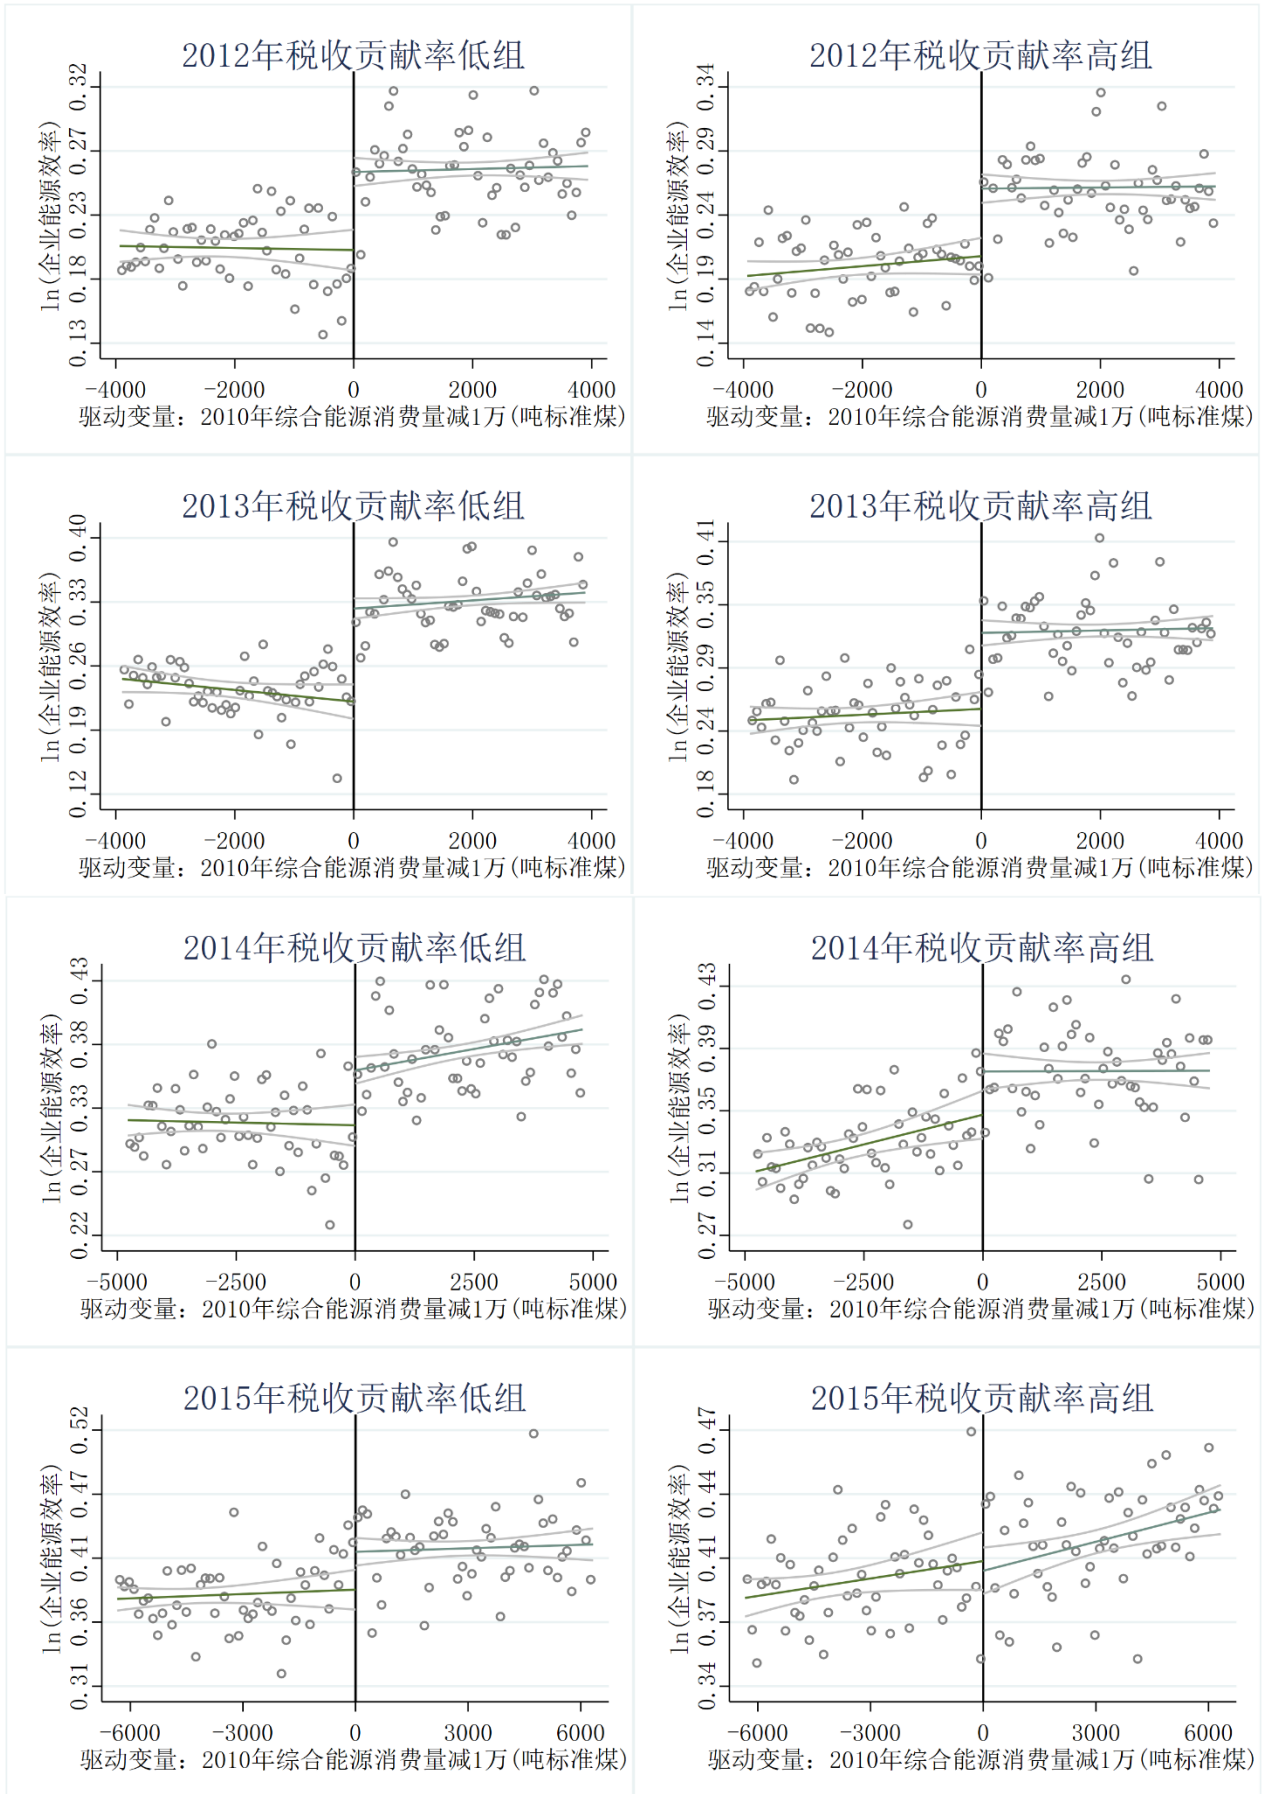 2012年税收贡献率低组
ln(企业能源效率)
0.32
0.27
0.23
0.18
0.13
-4000 -2000 0 2000 4000
驱动变量：2010年综合能源消费量减1万(吨标准煤)
2012年税收贡献率高组
ln(企业能源效率)
0.34
0.29
0.24
0.19
0.14
-4000 -2000 0 2000 4000
驱动变量：2010年综合能源消费量减1万(吨标准煤)
2013年税收贡献率低组
ln(企业能源效率)
0.40
0.33
0.26
0.19
0.12
-4000 -2000 0 2000 4000
驱动变量：2010年综合能源消费量减1万(吨标准煤)
2013年税收贡献率高组
ln(企业能源效率)
0.41
0.35
0.29
0.24
0.18
-4000 -2000 0 2000 4000
驱动变量：2010年综合能源消费量减1万(吨标准煤)
2014年税收贡献率低组
ln(企业能源效率)
0.43
0.38
0.33
0.27
0.22
-5000 -2500 0 2500 5000
驱动变量：2010年综合能源消费量减1万(吨标准煤)
2014年税收贡献率高组
ln(企业能源效率)
0.43
0.39
0.35
0.31
0.27
-5000 -2500 0 2500 5000
驱动变量：2010年综合能源消费量减1万(吨标准煤)
2015年税收贡献率低组
ln(企业能源效率)
0.52
0.47
0.41
0.36
0.31
-6000 -3000 0 3000 6000
驱动变量：2010年综合能源消费量减1万(吨标准煤)
2015年税收贡献率高组
ln(企业能源效率)
0.47
0.44
0.41
0.37
0.34
-6000 -3000 0 3000 6000
驱动变量：2010年综合能源消费量减1万(吨标准煤)